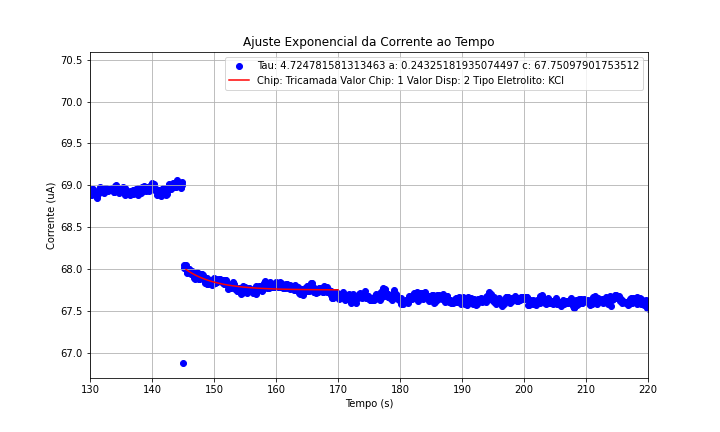 Ajuste Exponencial da Corrente ao Tempo
Tau: 4.724781581313463 a: 0.24325181935074497 c: 67.75097901753512
Chip: Tricamada Valor Chip: 1 Valor Disp: 2 Tipo Eletrolito: KCl
Corrente (uA)
70.5
70.0
69.5
69.0
68.5
68.0
67.5
67.0
130 140 150 160 170 180 190 200 210 220
Tempo (s)